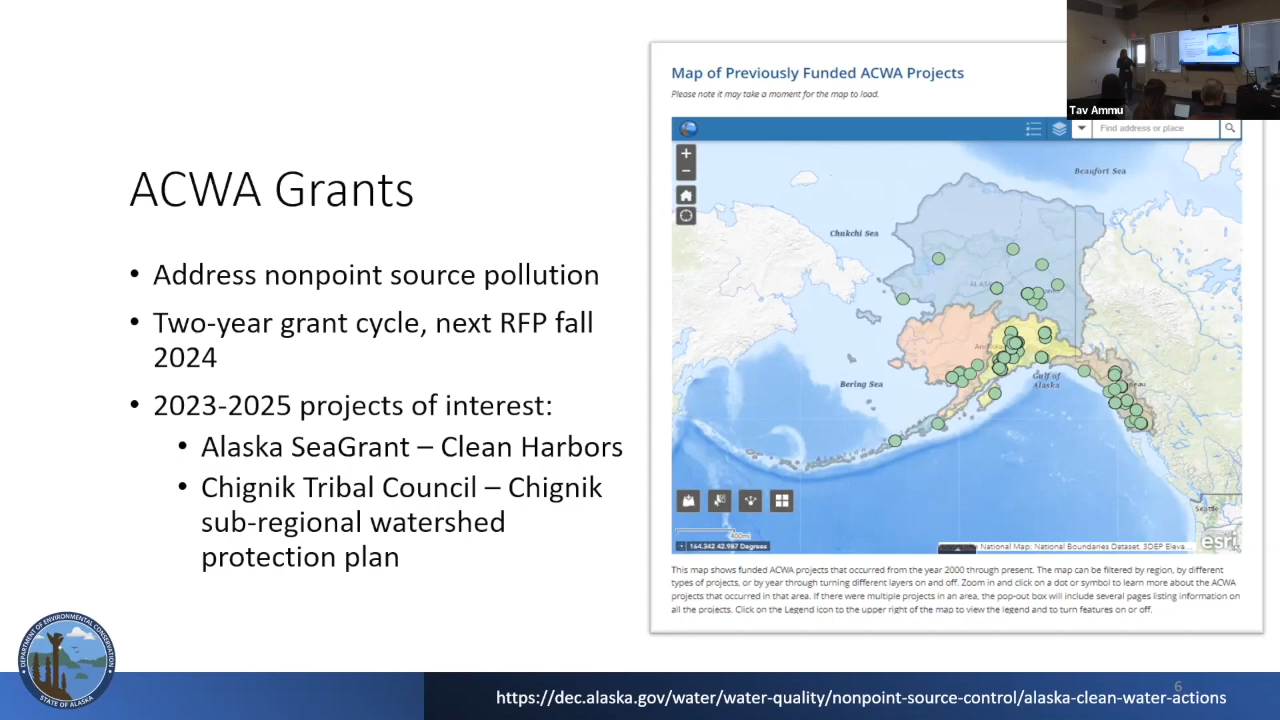 ACWA Grants
• Address nonpoint source pollution
• Two-year grant cycle, next RFP fall
2024
• 2023-2025 projects of interest:
• Alaska SeaGrant – Clean Harbors
• Chignik Tribal Council – Chignik
sub-regional watershed
protection plan
Map of Previously Funded ACWA Projects
Please note it may take a moment for the map to load.
Find address or place
Beaufort Sea
Chukchi Sea
Bering Sea
Gulf of
Alaska
Seattle
164.342 42.987 Degrees
National Map: National Boundaries Dataset, 3DEP Eleva...
esri
This map shows funded ACWA projects that occurred from the year 2000 through present. The map can be filtered by region, by different
types of projects, or by year through turning different layers on and off. Zoom in and click on a dot or symbol to learn more about the ACWA
projects that occurred in that area. If there were multiple projects in an area, the pop-out box will include several pages listing information on
all the projects. Click on the Legend icon to the upper right of the map to view the legend and to turn features on or off.
Tav Ammu
DEPARTMENT OF ENVIRONMENTAL CONSERVATION
STATE OF ALASKA
6
https://dec.alaska.gov/water/water-quality/nonpoint-source-control/alaska-clean-water-actions